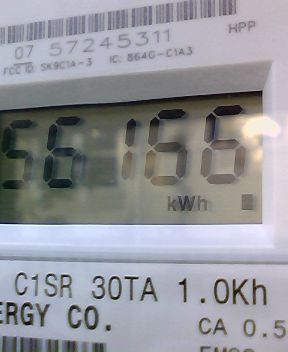 HPP
07 57245311
FCC ID SK9C1A-3 IC: 864G-C1A3
56166
kWh
C1SR 30TA 1.0Kh
ERGY CO.
CA 0.5